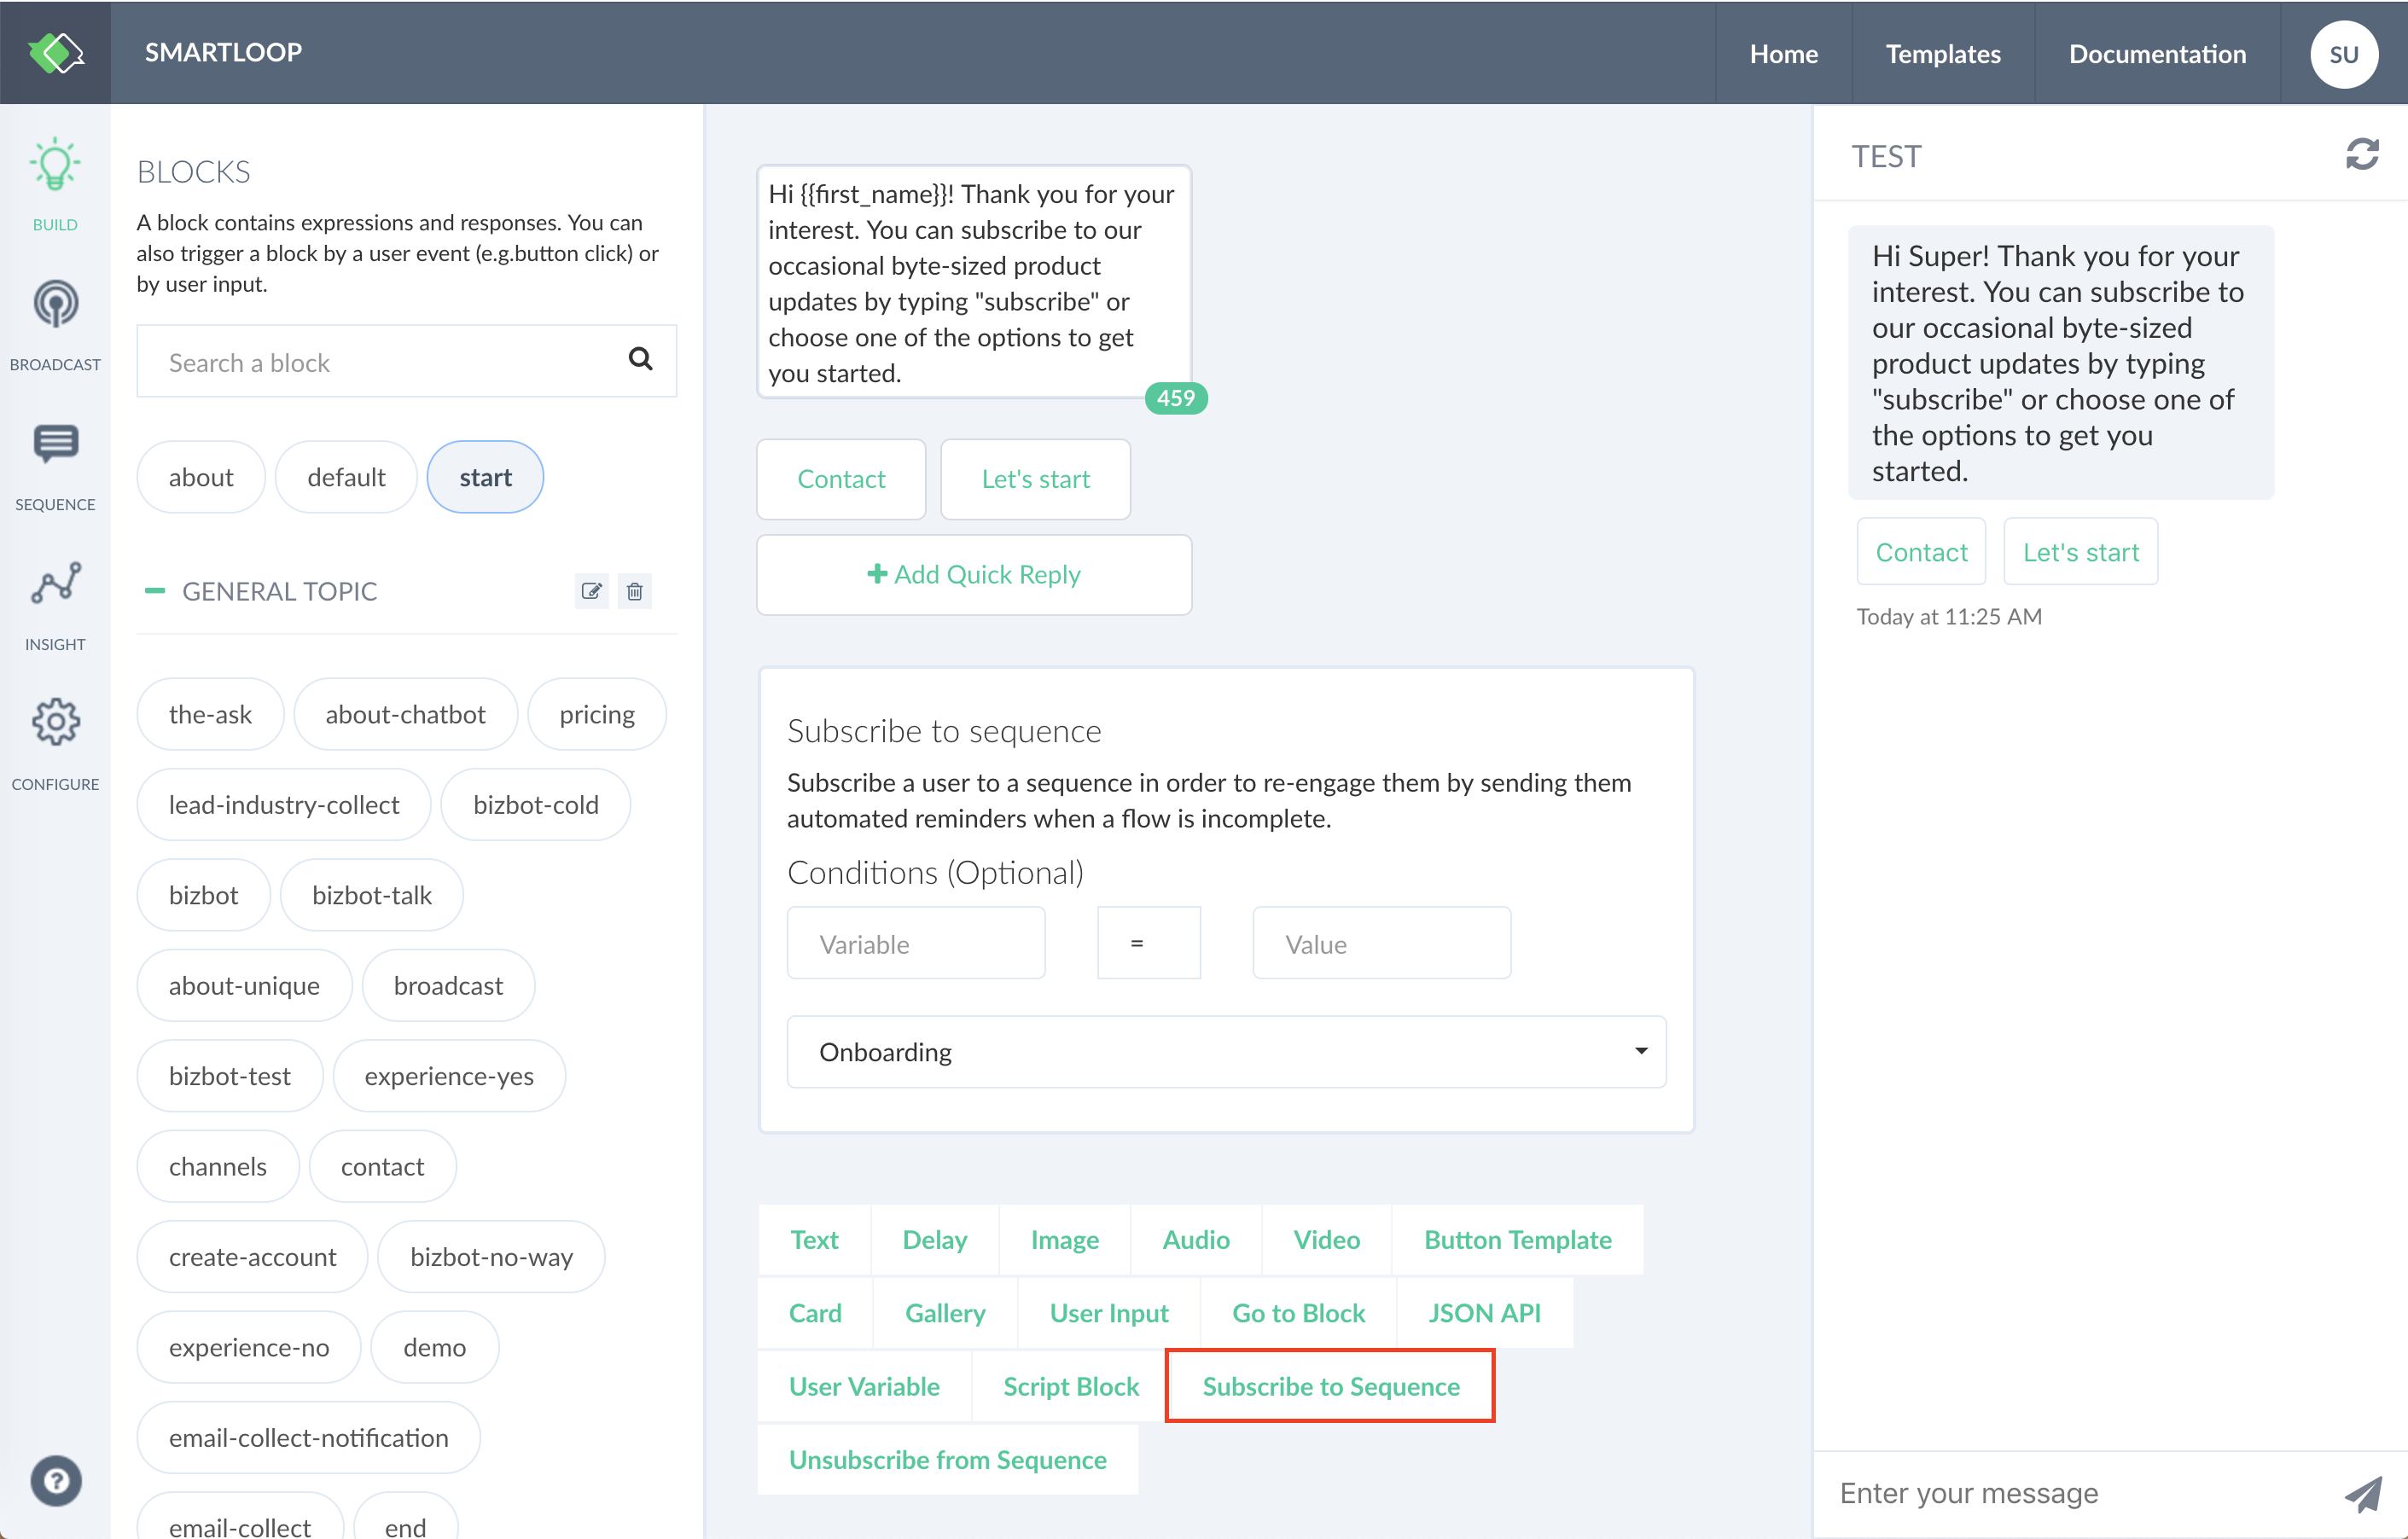 SMARTLOOP
Home
Templates
Documentation
SU
BUILD
BROADCAST
SEQUENCE
INSIGHT
CONFIGURE
BLOCKS
A block contains expressions and responses. You can
also trigger a block by a user event (e.g.button click) or
by user input.
Search a block
about
default
start
GENERAL TOPIC
the-ask
about-chatbot
pricing
lead-industry-collect
bizbot-cold
bizbot
bizbot-talk
about-unique
broadcast
bizbot-test
experience-yes
channels
contact
create-account
bizbot-no-way
experience-no
demo
email-collect-notification
email-collect
end
Hi {{first_name}}! Thank you for your
interest. You can subscribe to our
occasional byte-sized product
updates by typing "subscribe" or
choose one of the options to get
you started.
459
Contact
Let's start
+ Add Quick Reply
Subscribe to sequence
Subscribe a user to a sequence in order to re-engage them by sending them
automated reminders when a flow is incomplete.
Conditions (Optional)
Variable
=
Value
Onboarding
Text
Delay
Image
Audio
Video
Button Template
Card
Gallery
User Input
Go to Block
JSON API
User Variable
Script Block
Subscribe to Sequence
Unsubscribe from Sequence
TEST
Hi Super! Thank you for your
interest. You can subscribe to
our occasional byte-sized
product updates by typing
"subscribe" or choose one of
the options to get you
started.
Contact
Let's start
Today at 11:25 AM
Enter your message
?